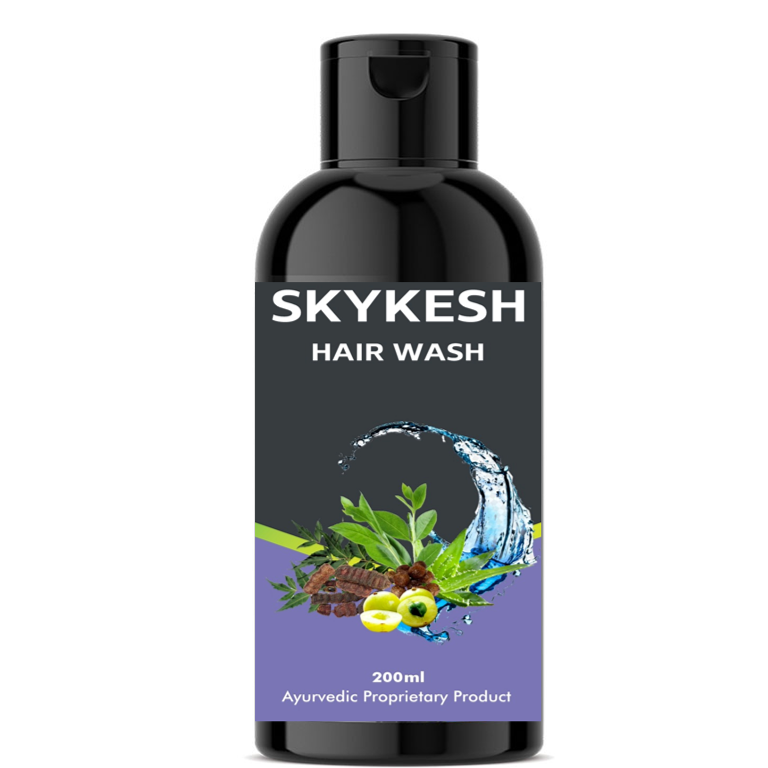 SKYKESH
HAIR WASH
200ml
Ayurvedic Proprietary Product